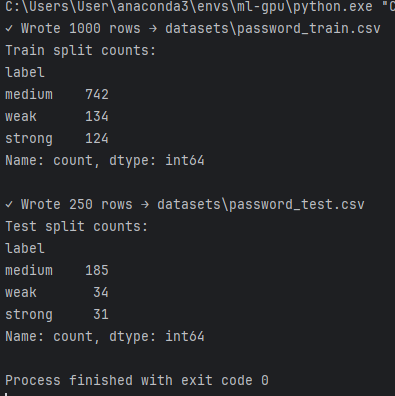 C:\Users\User\anaconda3\envs\ml-gpu\python.exe "C
✓ Wrote 1000 rows → datasets\password_train.csv
Train split counts:
label
medium    742
weak      134
strong    124
Name: count, dtype: int64
✓ Wrote 250 rows → datasets\password_test.csv
Test split counts:
label
medium    185
weak       34
strong     31
Name: count, dtype: int64
Process finished with exit code 0